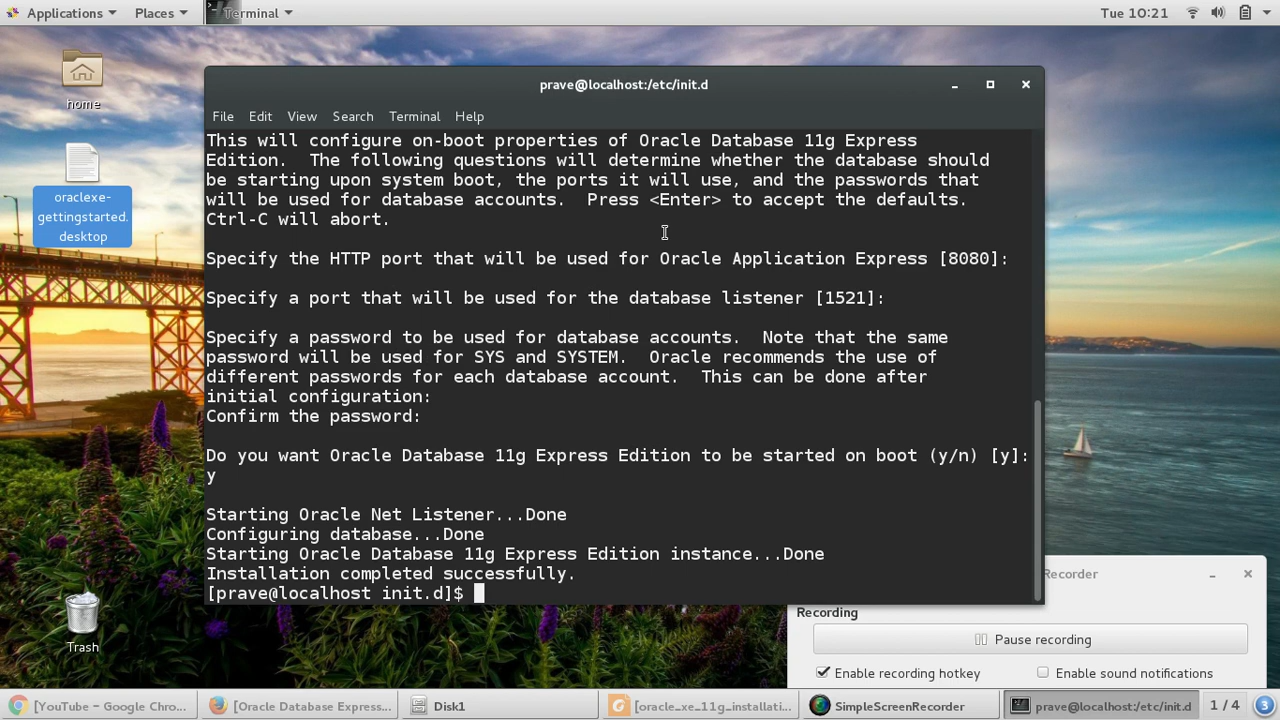 Applications Places Terminal Tue 10:21
home
oraclexe-
gettingstarted.
desktop
Trash
prave@localhost:/etc/init.d
File Edit View Search Terminal Help
This will configure on-boot properties of Oracle Database 11g Express
Edition.  The following questions will determine whether the database should
be starting upon system boot, the ports it will use, and the passwords that
will be used for database accounts.  Press <Enter> to accept the defaults.
Ctrl-C will abort.
Specify the HTTP port that will be used for Oracle Application Express [8080]:
Specify a port that will be used for the database listener [1521]:
Specify a password to be used for database accounts.  Note that the same
password will be used for SYS and SYSTEM.  Oracle recommends the use of
different passwords for each database account.  This can be done after
initial configuration:
Confirm the password:
Do you want Oracle Database 11g Express Edition to be started on boot (y/n) [y]:
y
Starting Oracle Net Listener...Done
Configuring database...Done
Starting Oracle Database 11g Express Edition instance...Done
Installation completed successfully.
[prave@localhost init.d]$
Recorder
Recording
Pause recording
Enable recording hotkey Enable sound notifications
[YouTube – Google Chro... [Oracle Database Express... Disk1 [oracle_xe_11g_installati... SimpleScreenRecorder prave@localhost:/etc/init.d 1 / 4 3